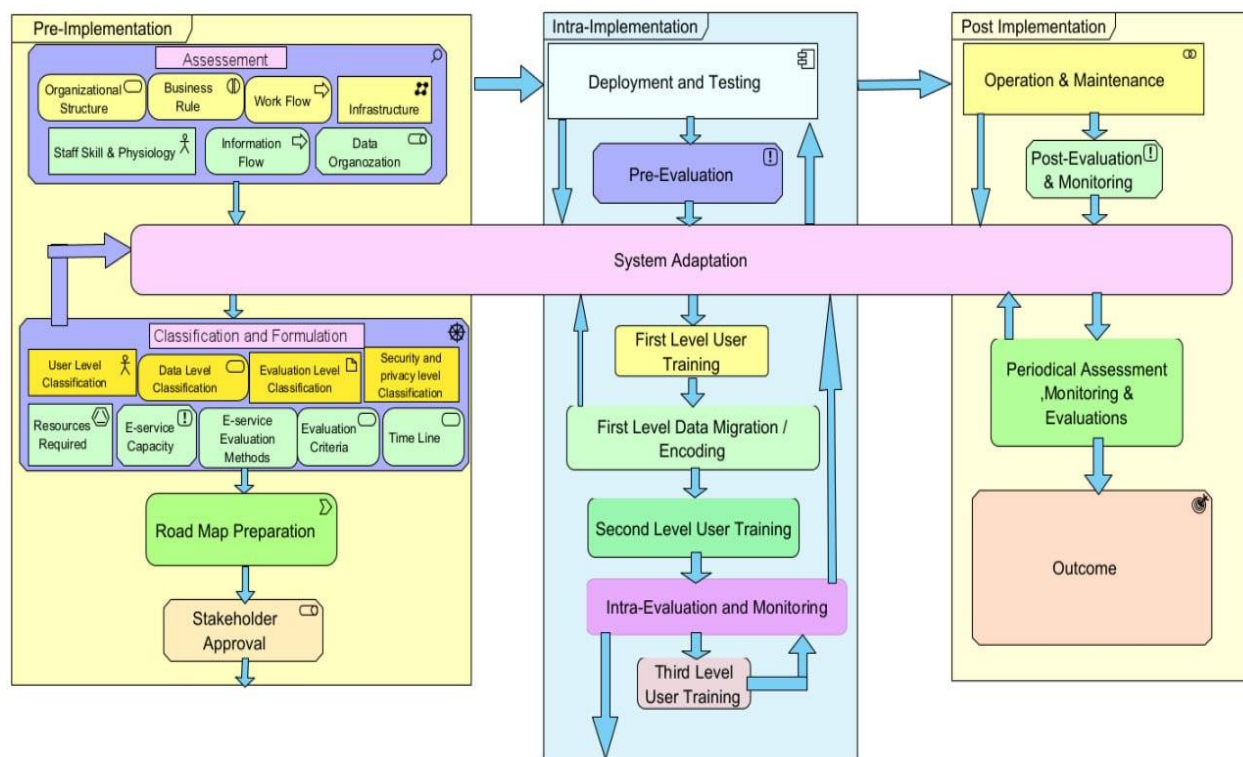 Pre-Implementation
Assessement
Organizational
Structure
Business
Rule
Work Flow
Infrastructure
Staff Skill & Physiology
Information
Flow
Data
Organozation
Classification and Formulation
User Level
Classification
Data Level
Classification
Evaluation Level
Classification
Security and
privacy level
Classification
Resources
Required
E-service
Capacity
E-service
Evaluation
Methods
Evaluation
Criteria
Time Line
Road Map Preparation
Stakeholder
Approval
System Adaptation
Intra-Implementation
Deployment and Testing
Pre-Evaluation
First Level User
Training
First Level Data Migration /
Encoding
Second Level User Training
Intra-Evaluation and Monitoring
Third Level
User Training
Post Implementation
Operation & Maintenance
Post-Evaluation
& Monitoring
Periodical Assessment
,Monitoring &
Evaluations
Outcome